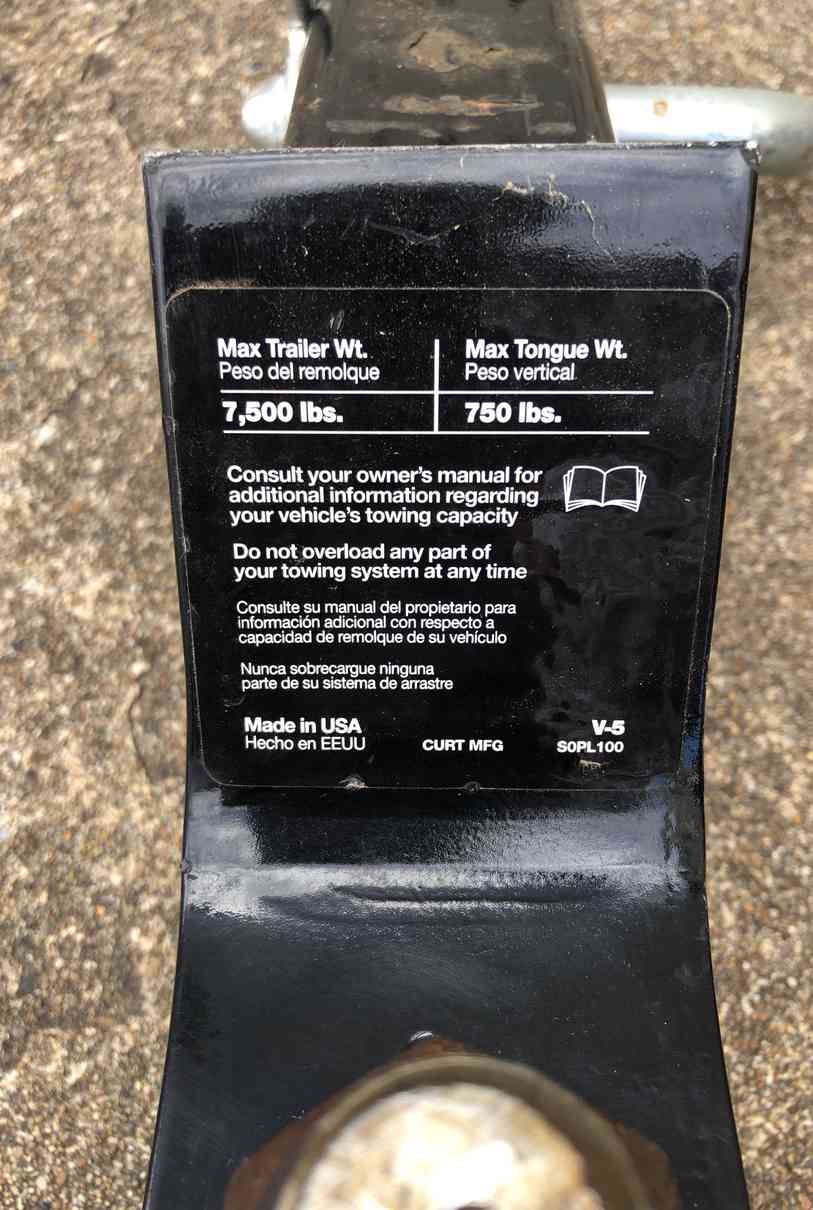 Max Trailer Wt.
Peso del remolque
Max Tongue Wt.
Peso vertical
7,500 lbs.
750 lbs.
Consult your owner's manual for
additional information regarding
your vehicle's towing capacity
Do not overload any part of
your towing system at any time
Consulte su manual del propietario para
información adicional con respecto a
capacidad de remolque de su vehículo
Nunca sobrecargue ninguna
parte de su sistema de arrastre
Made in USA
Hecho en EEUU
CURT MFG
V-5
S0PL100